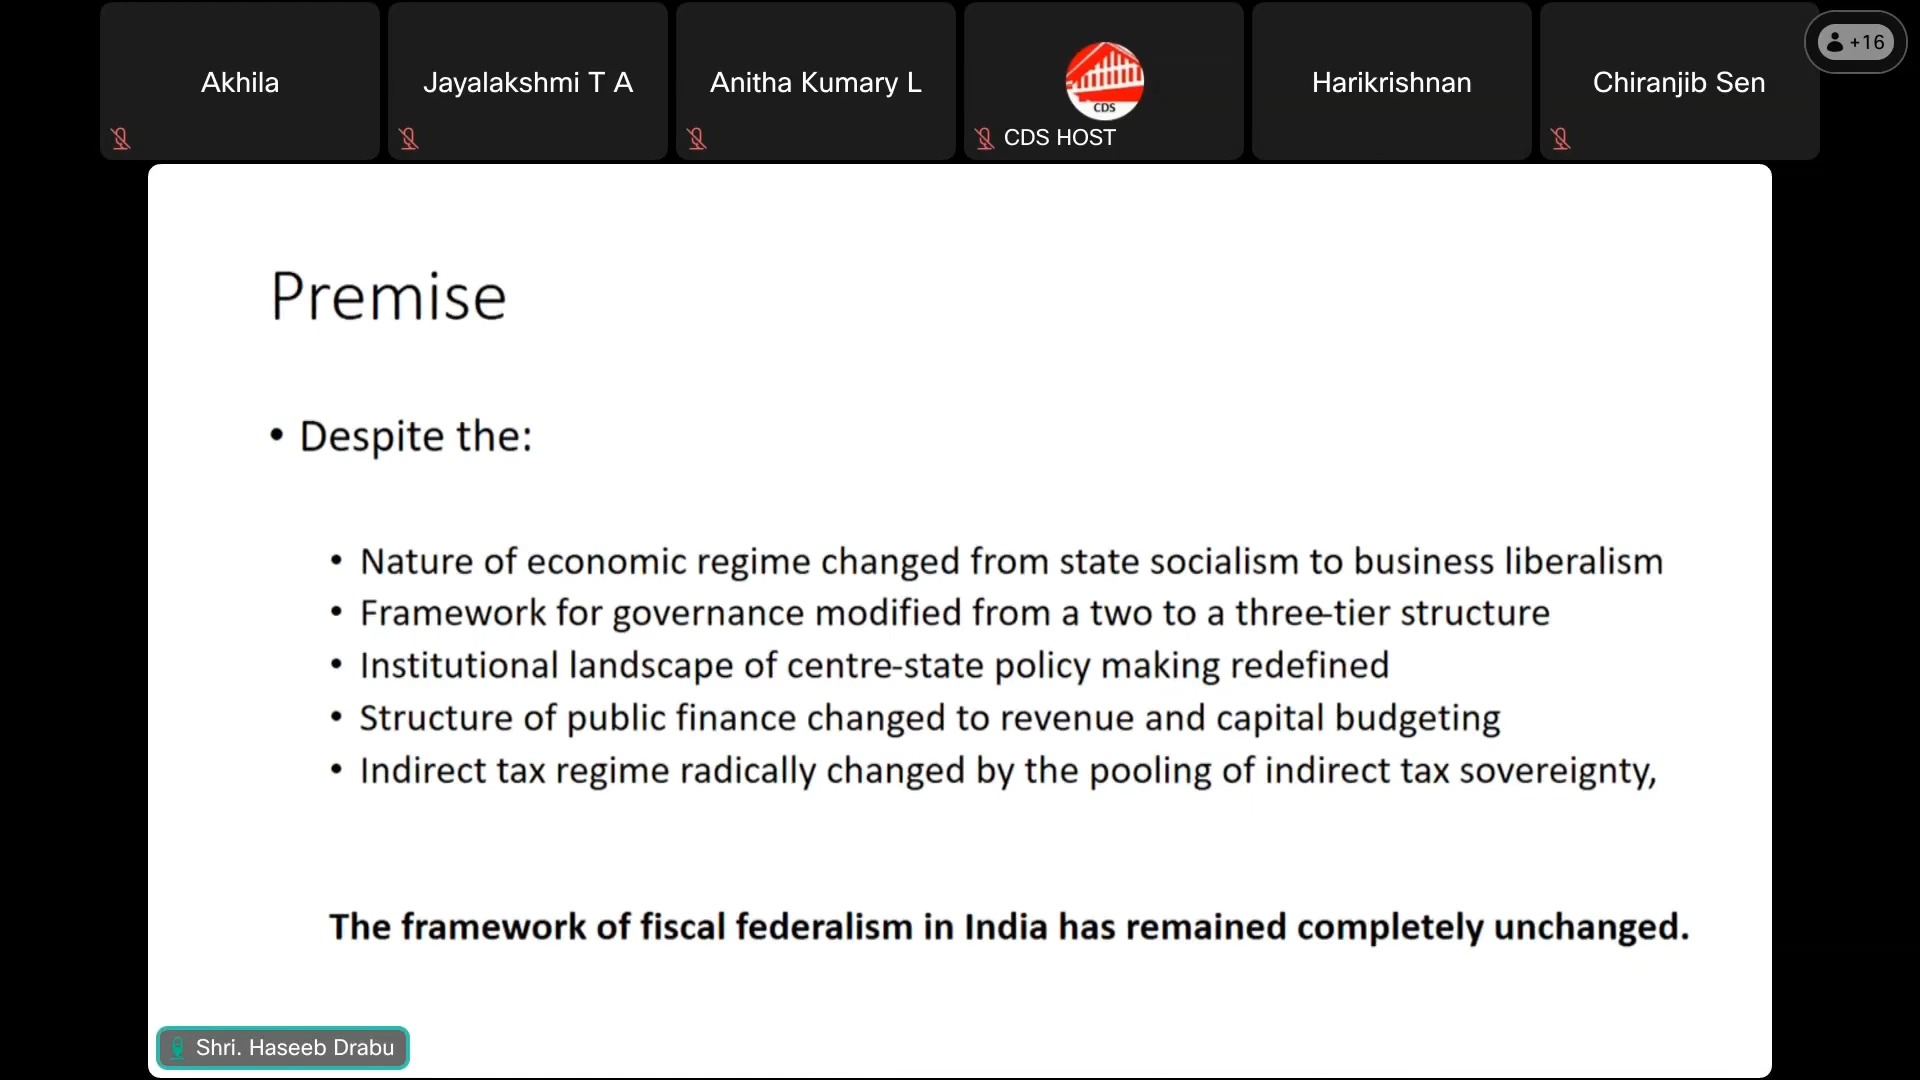 Akhila
Jayalakshmi T A
Anitha Kumary L
CDS
CDS HOST
Harikrishnan
Chiranjib Sen
+16
Premise
• Despite the:
• Nature of economic regime changed from state socialism to business liberalism
• Framework for governance modified from a two to a three-tier structure
• Institutional landscape of centre-state policy making redefined
• Structure of public finance changed to revenue and capital budgeting
• Indirect tax regime radically changed by the pooling of indirect tax sovereignty,
The framework of fiscal federalism in India has remained completely unchanged.
Shri. Haseeb Drabu